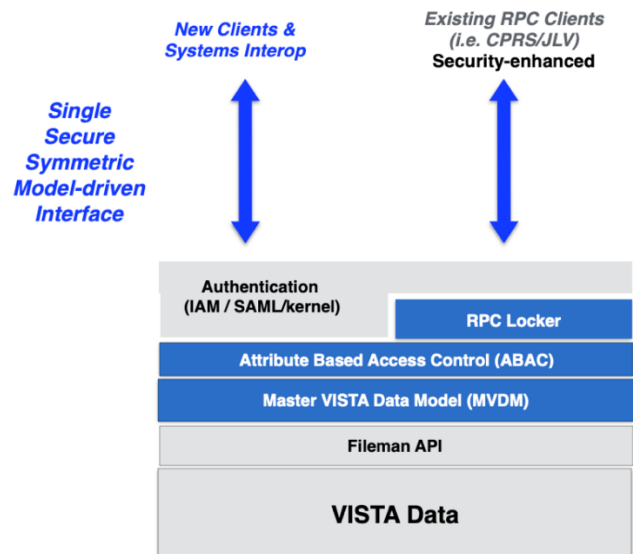 New Clients &
Systems Interop
Existing RPC Clients
(i.e. CPRS/JLV)
Security-enhanced
Single
Secure
Symmetric
Model-driven
Interface
Authentication
(IAM / SAML/kernel)
RPC Locker
Attribute Based Access Control (ABAC)
Master VISTA Data Model (MVDM)
Fileman API
VISTA Data